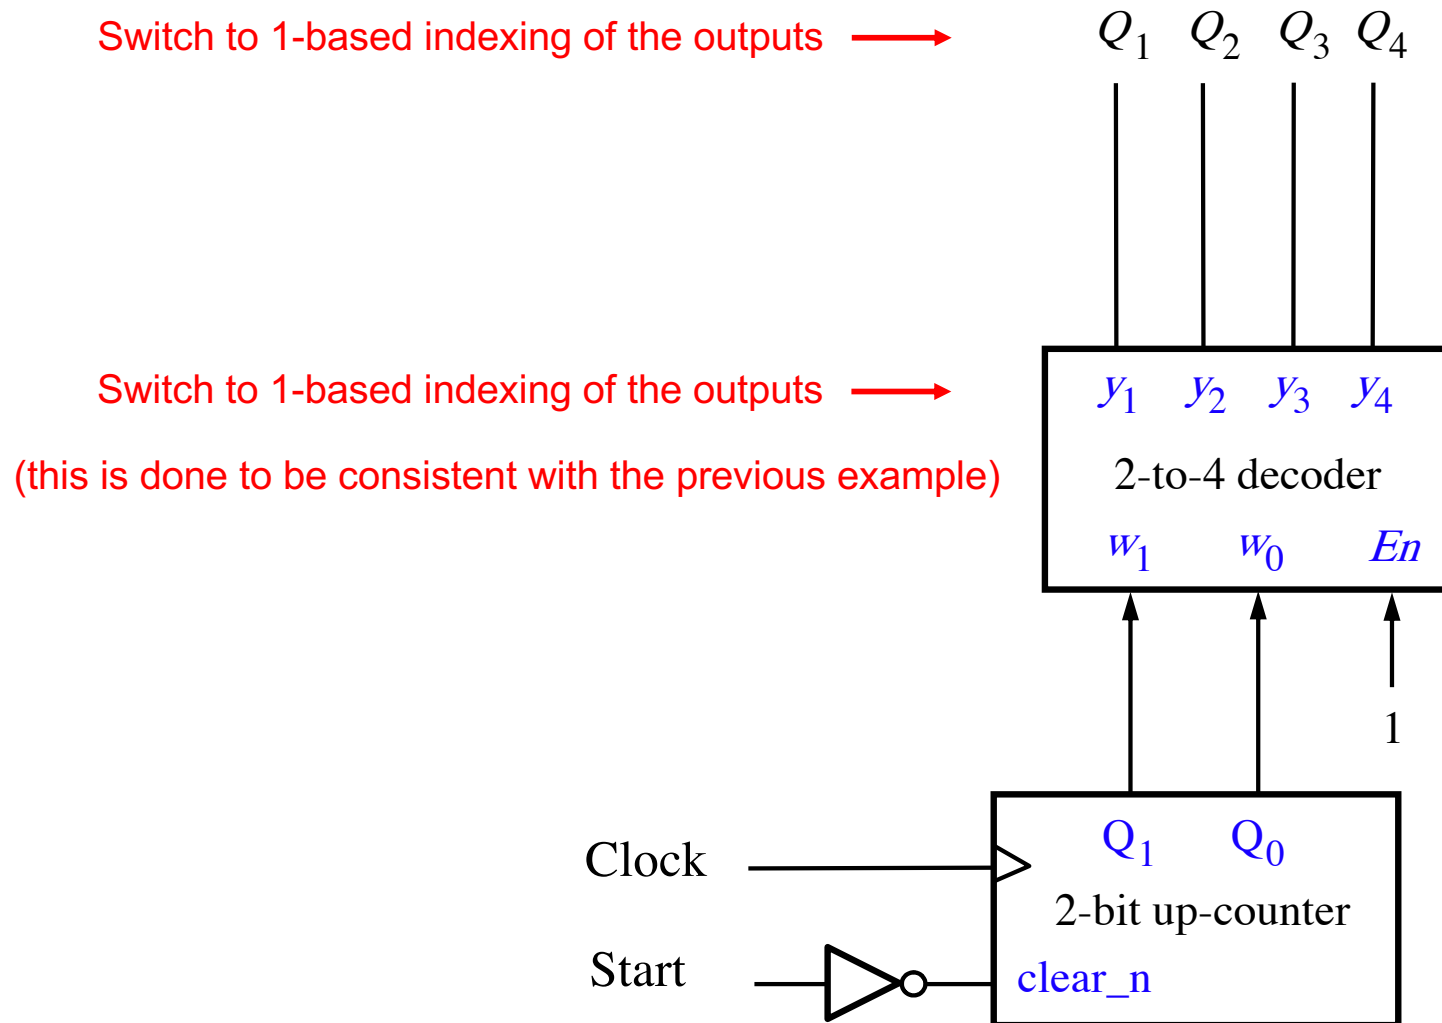 Switch to 1-based indexing of the outputs Q1 Q2 Q3 Q4
Switch to 1-based indexing of the outputs y1 y2 y3 y4
(this is done to be consistent with the previous example) 2-to-4 decoder
w1 w0 En
1
Q1 Q0
Clock
2-bit up-counter
Start clear_n